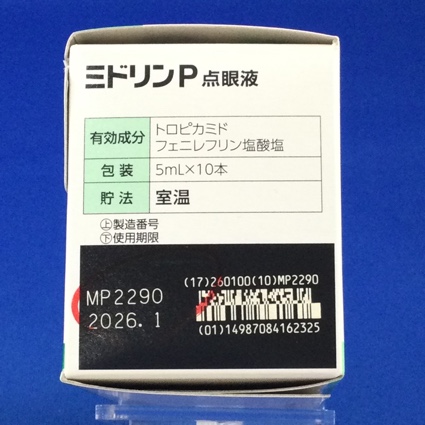 ミドリンP点眼液
有効成分 トロピカミド
フェニレフリン塩酸塩
包装 5mL×10本
貯法 室温
㊤製造番号
㊦使用期限
(17)260100(10)MP2290
MP2290
2026. 1
(01)14987084162325